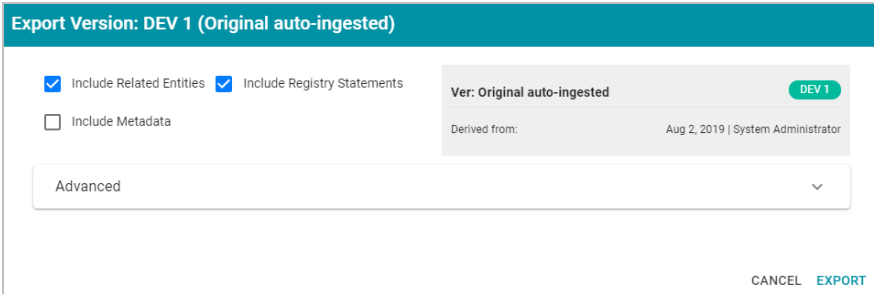 Export Version: DEV 1 (Original auto-ingested)
Include Related Entities Include Registry Statements
Include Metadata
Ver: Original auto-ingested DEV 1
Derived from: Aug 2, 2019 | System Administrator
Advanced
CANCEL EXPORT